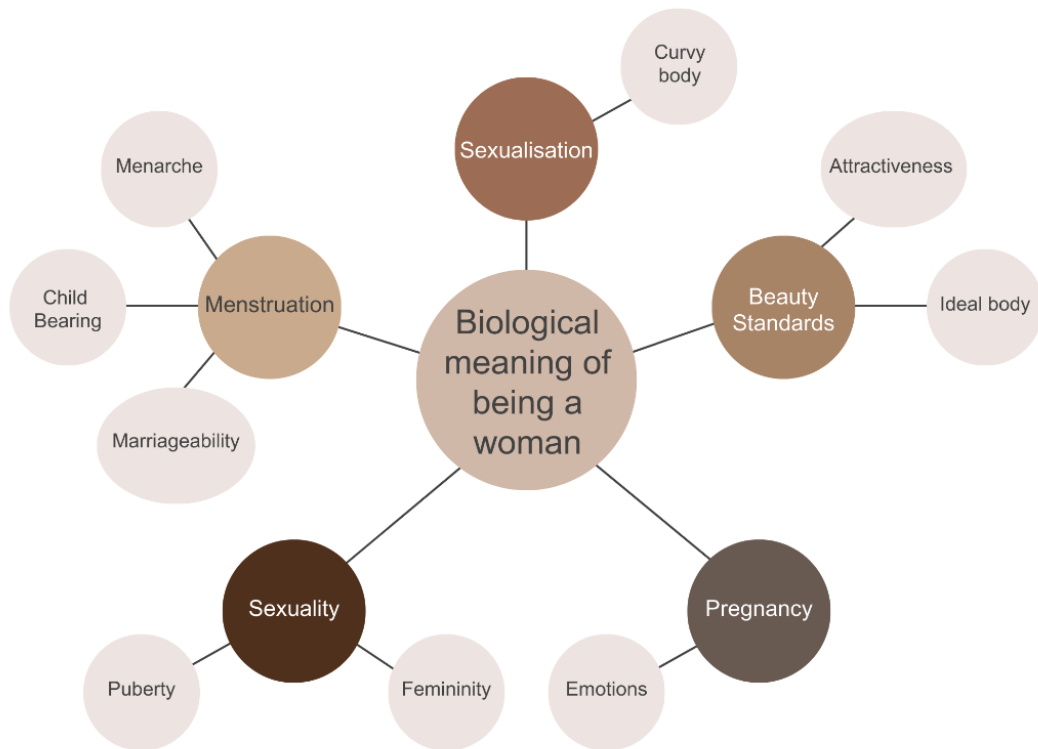 Curvy
body
Sexualisation
Menarche
Attractiveness
Child
Bearing
Menstruation
Beauty
Standards
Ideal body
Biological
meaning of
being a
woman
Marriageability
Sexuality
Pregnancy
Puberty
Femininity
Emotions